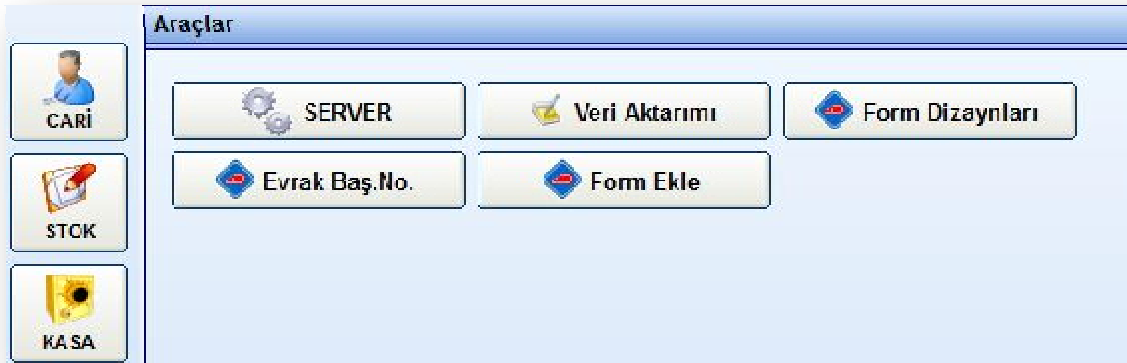 Araçlar
CARİ
SERVER
Veri Aktarımı
Form Dizaynları
Evrak Baş.No.
Form Ekle
STOK
KASA